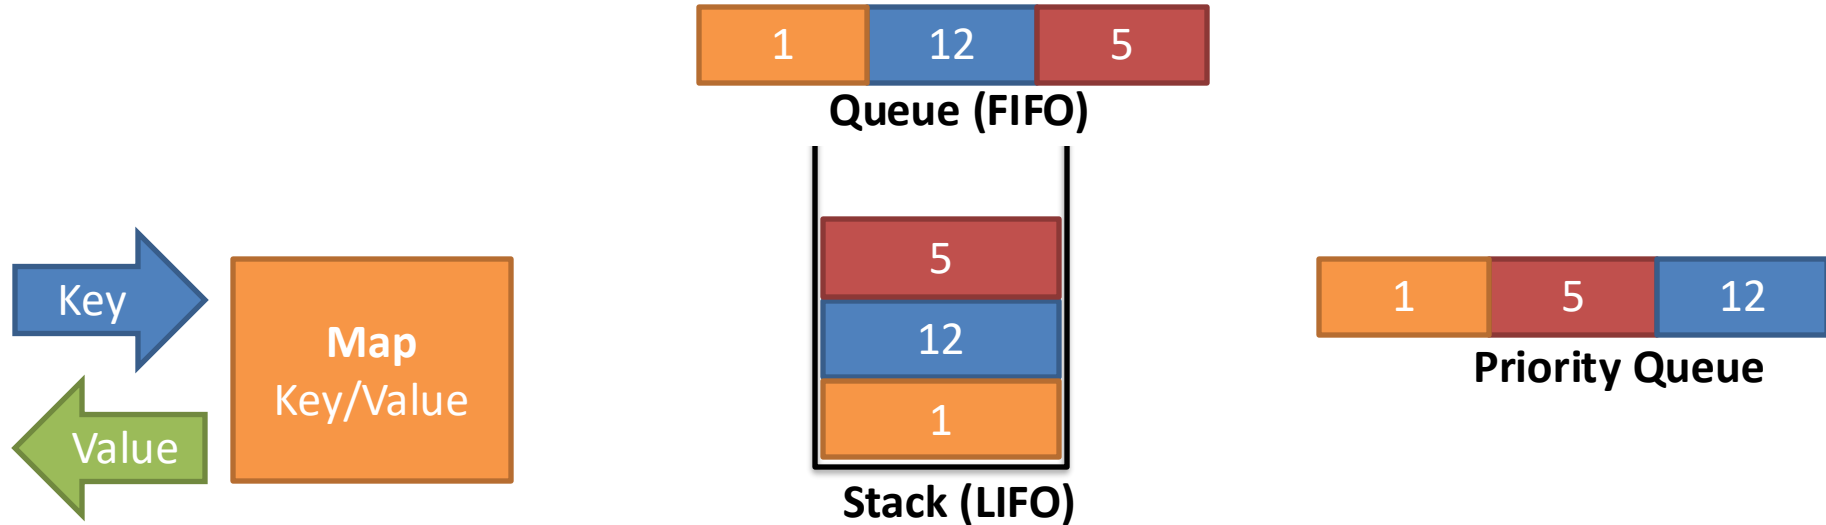 1 12 5
Queue (FIFO)
Key
Value
Map
Key/Value
5
12
1
Stack (LIFO)
1 5 12
Priority Queue